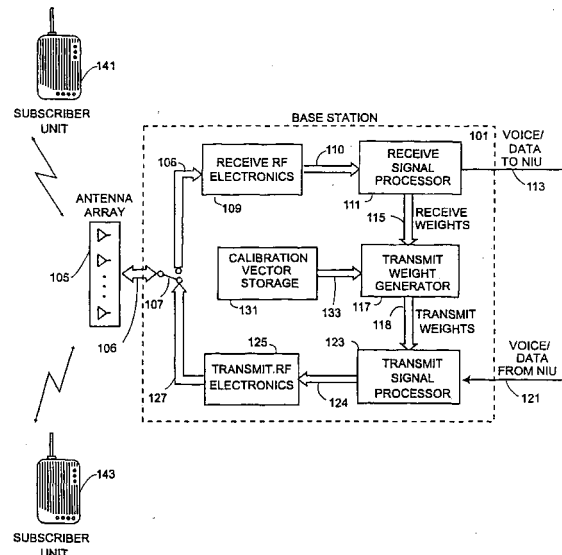 141
SUBSCRIBER
UNIT
BASE STATION
101
106
RECEIVE RF
ELECTRONICS
109
110
RECEIVE
SIGNAL
PROCESSOR
111
VOICE/
DATA
TO NIU
113
ANTENNA
ARRAY
105
106
107
115
RECEIVE
WEIGHTS
CALIBRATION
VECTOR
STORAGE
131
133
TRANSMIT
WEIGHT
GENERATOR
117
118
TRANSMIT
WEIGHTS
125
TRANSMIT.RF
ELECTRONICS
127
124
123
TRANSMIT
SIGNAL
PROCESSOR
VOICE/
DATA
FROM NIU
121
143
SUBSCRIBER
UNIT